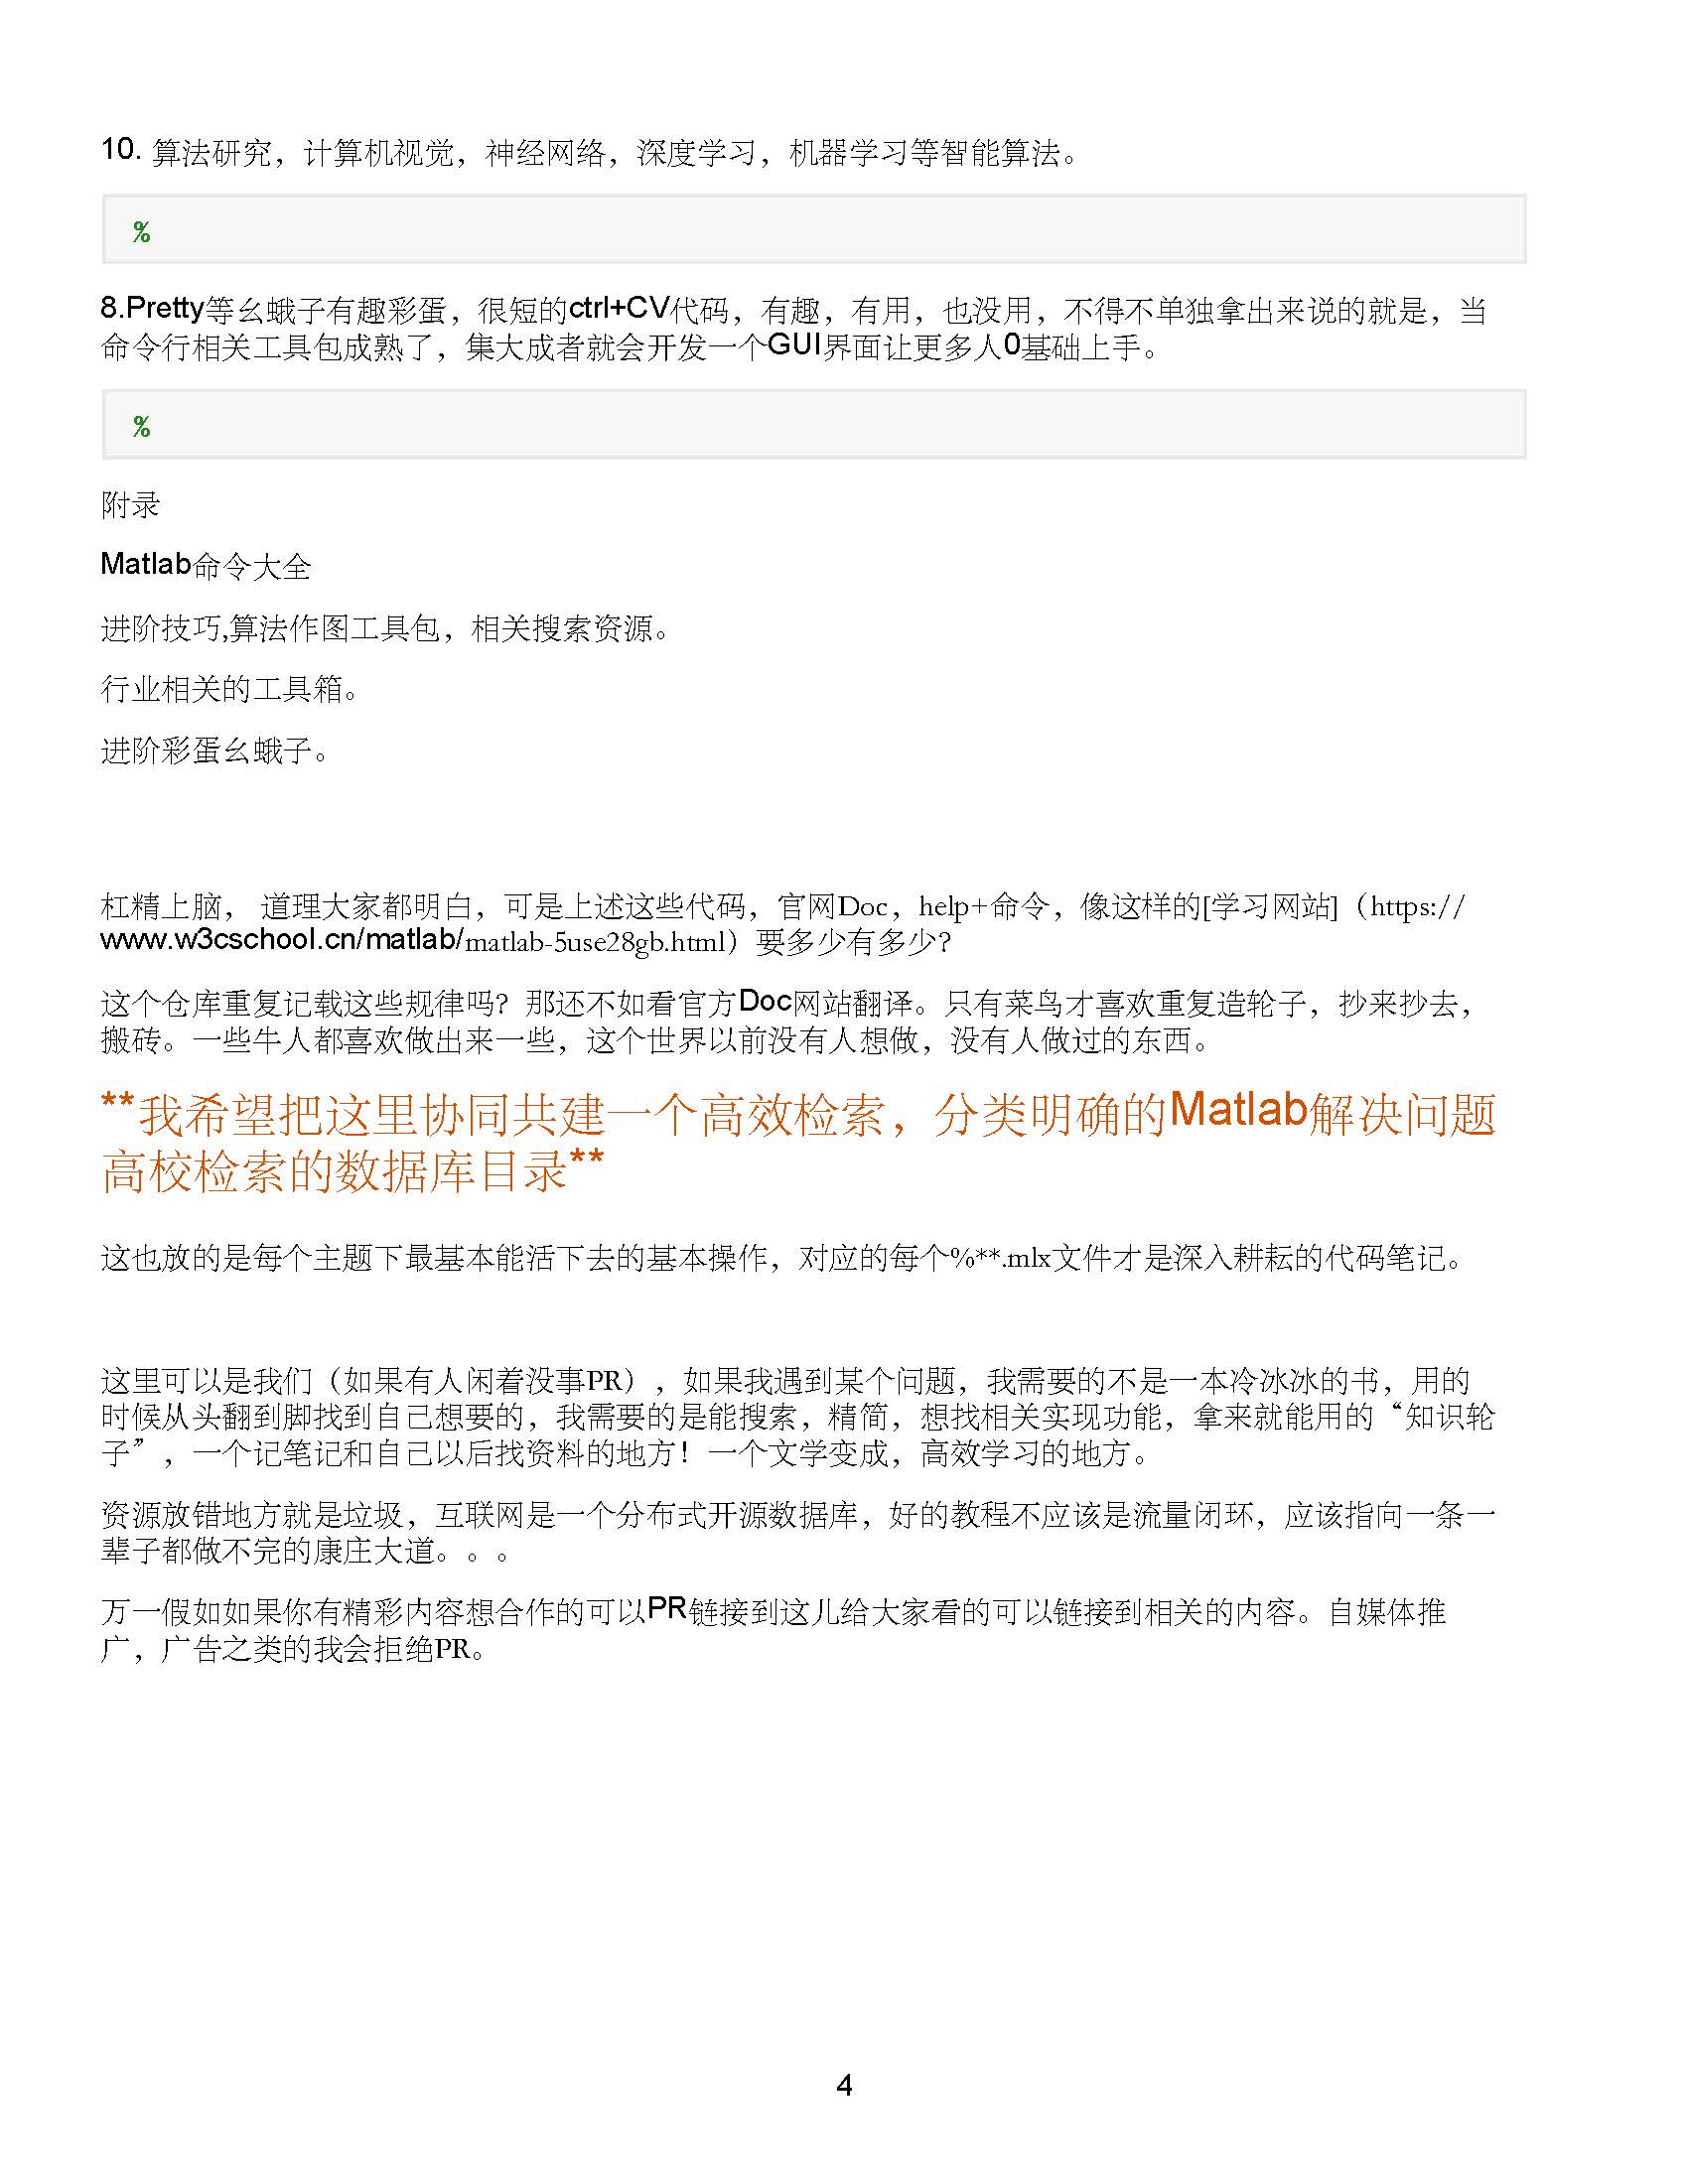 10. 算法研究，计算机视觉，神经网络，深度学习，机器学习等智能算法。
%
8.Pretty等幺蛾子有趣彩蛋，很短的ctrl+CV代码，有趣，有用，也没用，不得不单独拿出来说的就是，当
命令行相关工具包成熟了，集大成者就会开发一个GUI界面让更多人0基础上手。
%
附录
Matlab命令大全
进阶技巧,算法作图工具包，相关搜索资源。
行业相关的工具箱。
进阶彩蛋幺蛾子。
杠精上脑， 道理大家都明白，可是上述这些代码，官网Doc，help+命令，像这样的[学习网站]（https://
www.w3cschool.cn/matlab/matlab-5use28gb.html）要多少有多少？
这个仓库重复记载这些规律吗？那还不如看官方Doc网站翻译。只有菜鸟才喜欢重复造轮子，抄来抄去，
搬砖。一些牛人都喜欢做出来一些，这个世界以前没有人想做，没有人做过的东西。
**我希望把这里协同共建一个高效检索，分类明确的Matlab解决问题
高校检索的数据库目录**
这也放的是每个主题下最基本能活下去的基本操作，对应的每个%**.mlx文件才是深入耕耘的代码笔记。
这里可以是我们（如果有人闲着没事PR），如果我遇到某个问题，我需要的不是一本冷冰冰的书，用的
时候从头翻到脚找到自己想要的，我需要的是能搜索，精简，想找相关实现功能，拿来就能用的“知识轮
子”，一个记笔记和自己以后找资料的地方！一个文学变成，高效学习的地方。
资源放错地方就是垃圾，互联网是一个分布式开源数据库，好的教程不应该是流量闭环，应该指向一条一
辈子都做不完的康庄大道。。。
万一假如如果你有精彩内容想合作的可以PR链接到这儿给大家看的可以链接到相关的内容。自媒体推
广，广告之类的我会拒绝PR。
4